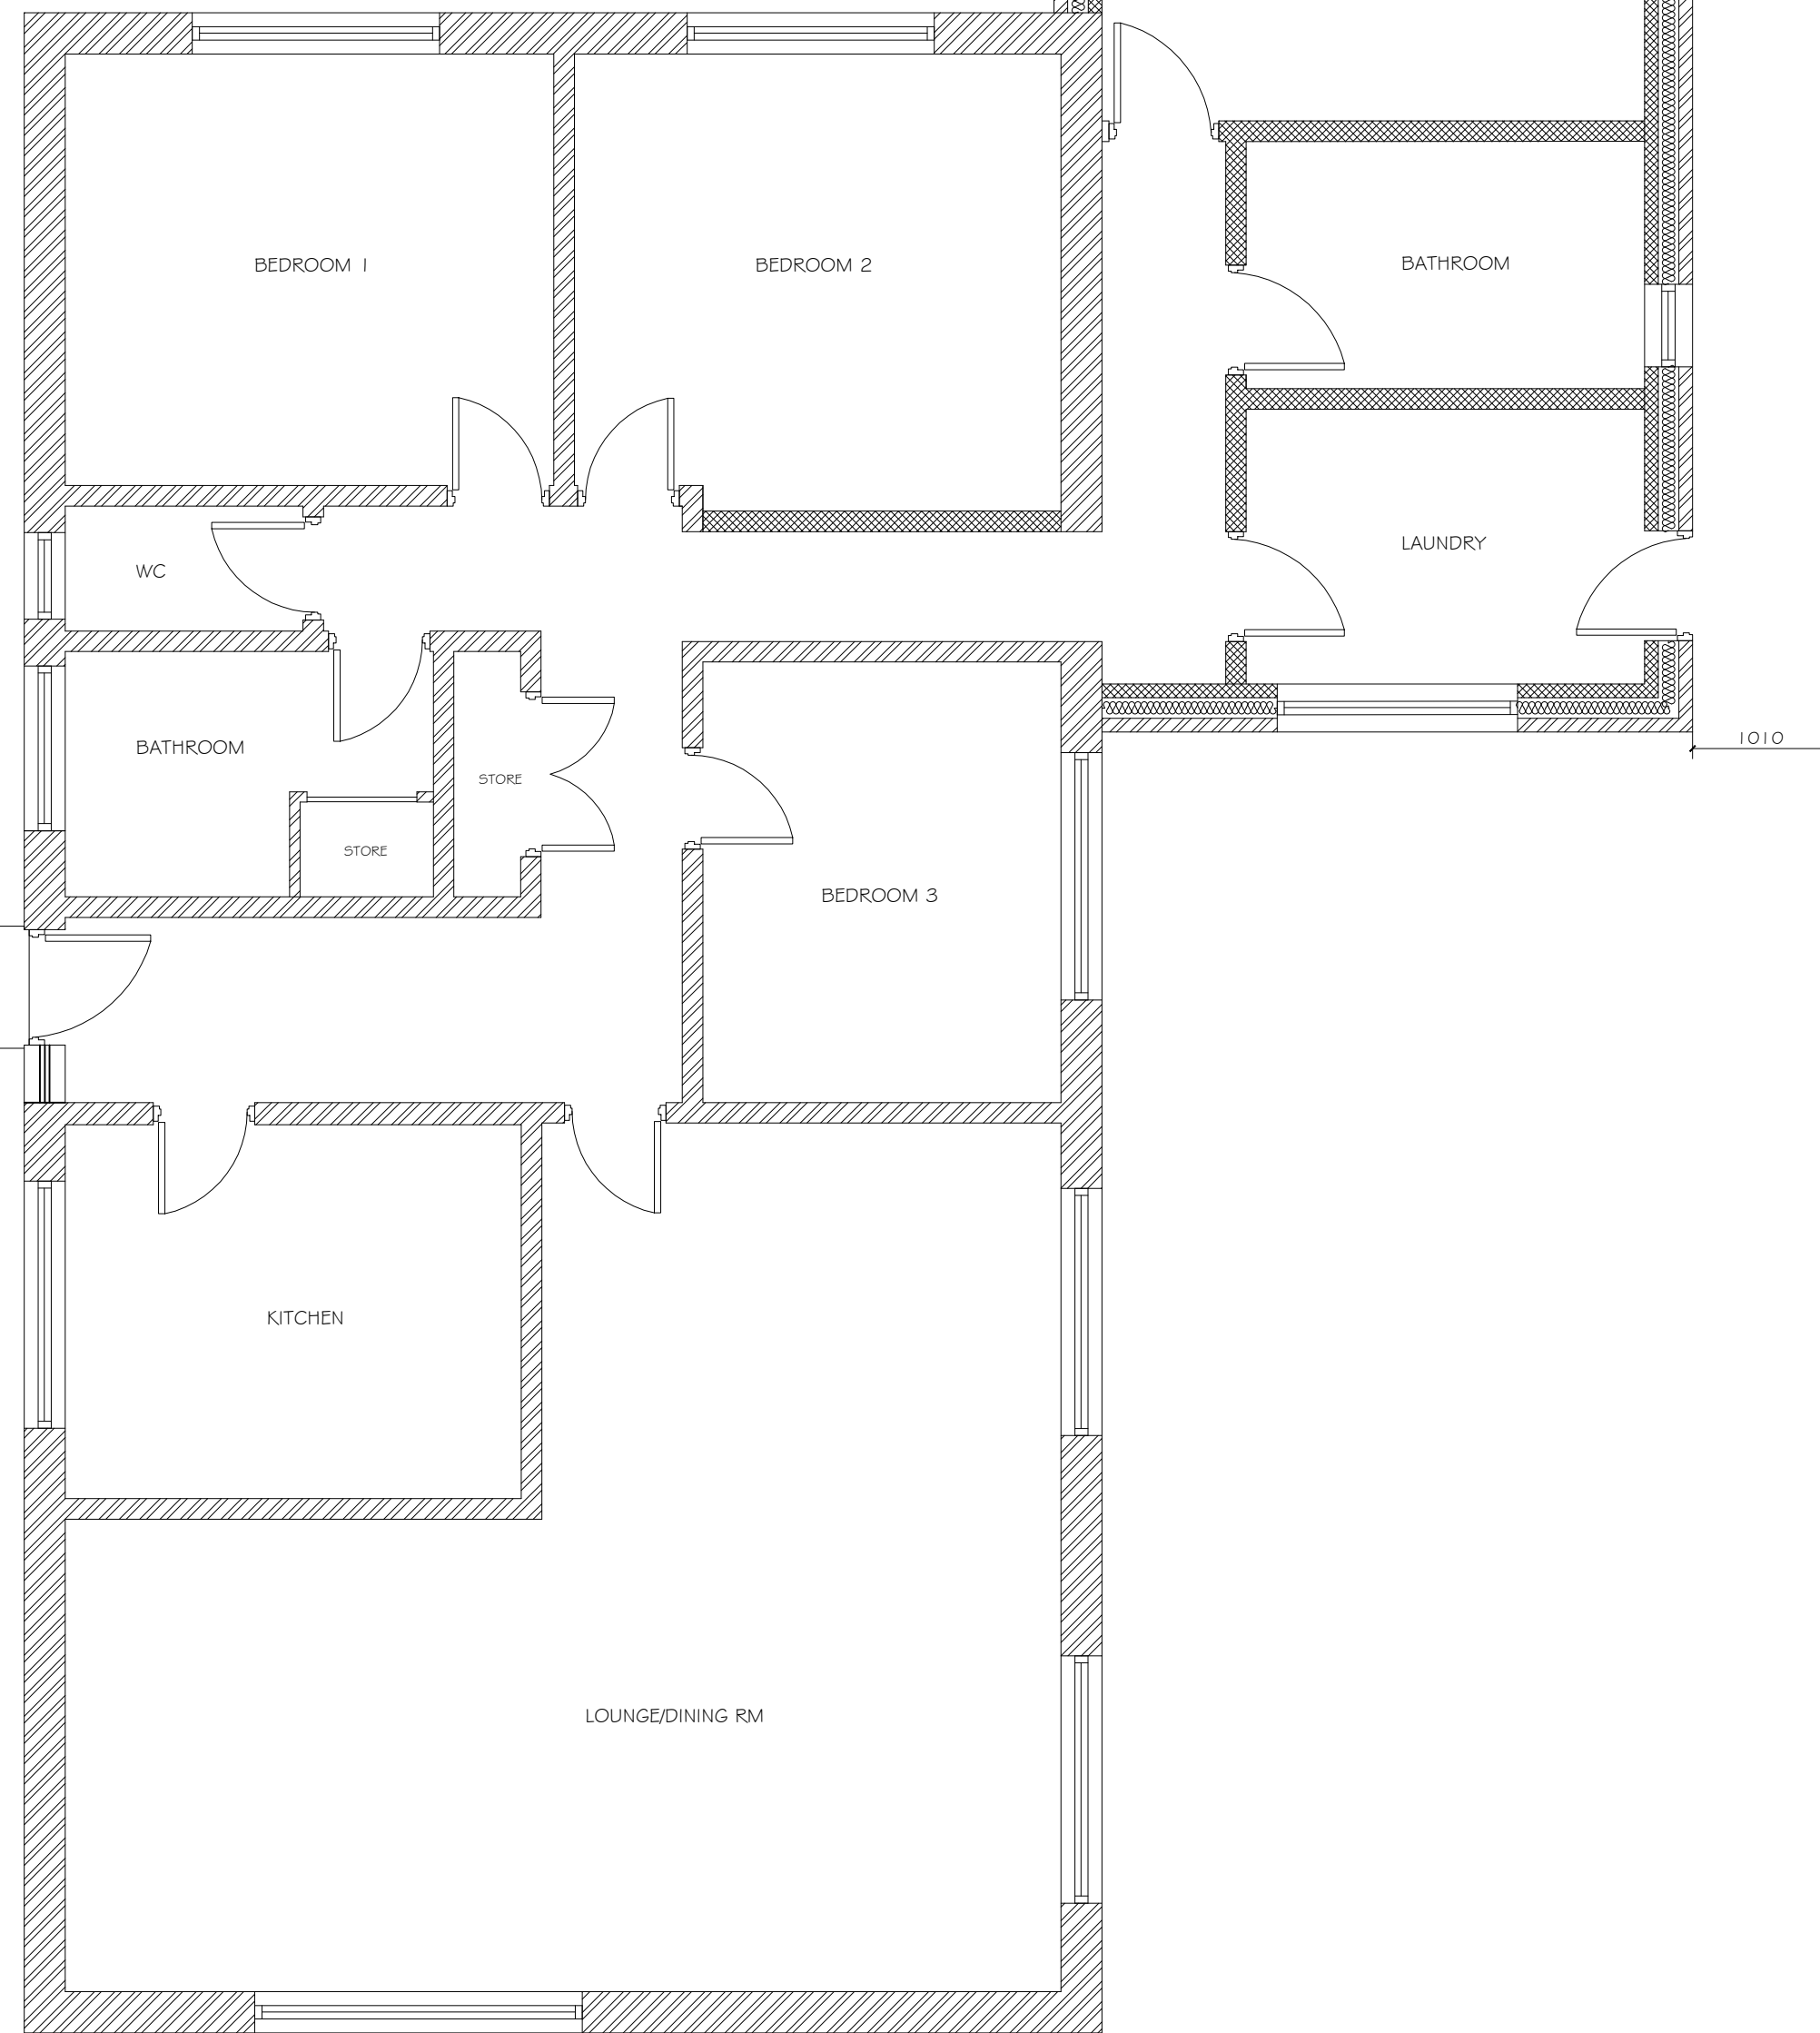 BEDROOM 1
BEDROOM 2
BATHROOM
LAUNDRY
WC
1010
BATHROOM
STORE
STORE
BEDROOM 3
KITCHEN
LOUNGE/DINING RM